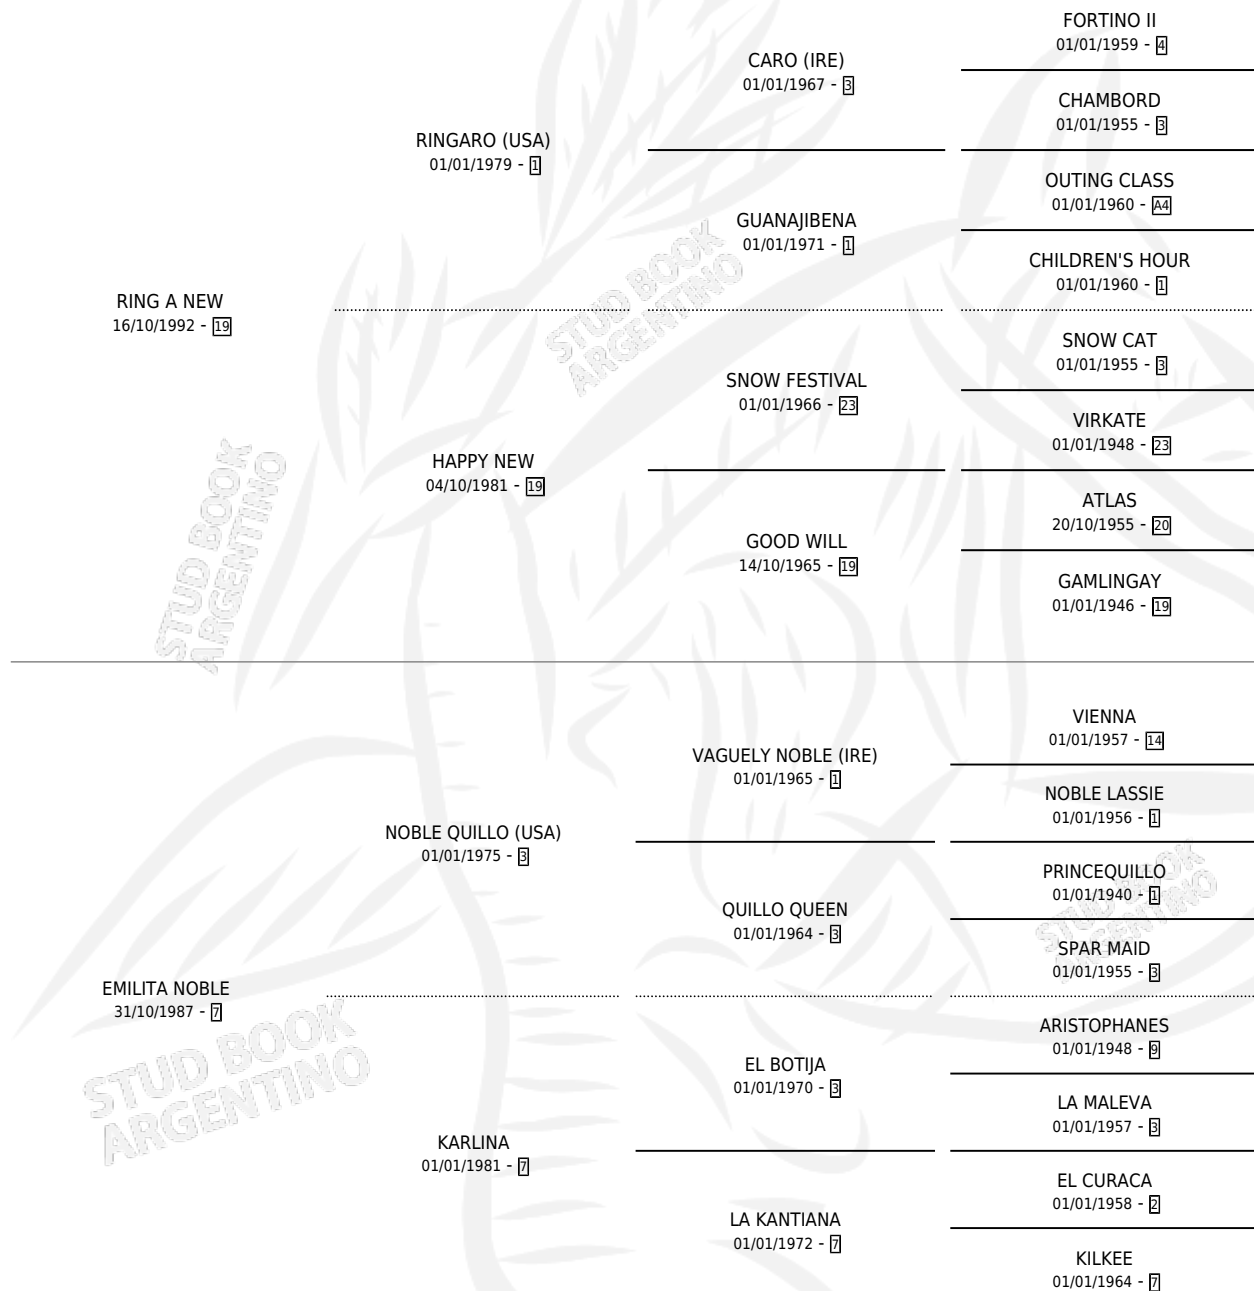 FORTINO II
01/01/1959 - 4
CARO (IRE)
01/01/1967 - 3
CHAMBORD
01/01/1955 - 3
RINGARO (USA)
01/01/1979 - 1
OUTING CLASS
01/01/1960 - A4
GUANAJIBENA
01/01/1971 - 1
CHILDREN'S HOUR
01/01/1960 - 1
RING A NEW
16/10/1992 - 19
STUD BOOK
ARGENTINO
SNOW CAT
01/01/1955 - 3
SNOW FESTIVAL
01/01/1966 - 23
VIRKATE
01/01/1948 - 23
HAPPY NEW
04/10/1981 - 19
ATLAS
20/10/1955 - 20
GOOD WILL
14/10/1965 - 19
GAMLINGAY
01/01/1946 - 19
STUD BOOK
ARGENTINO
VIENNA
01/01/1957 - 14
VAGUELY NOBLE (IRE)
01/01/1965 - 1
NOBLE LASSIE
01/01/1956 - 1
NOBLE QUILLO (USA)
01/01/1975 - 3
PRINCEQUILLO
01/01/1940 - 1
QUILLO QUEEN
01/01/1964 - 3
STUD BOOK
ARGENTINO
SPAR MAID
01/01/1955 - 3
EMILITA NOBLE
31/10/1987 - 7
STUD BOOK
ARGENTINO
ARISTOPHANES
01/01/1948 - 9
EL BOTIJA
01/01/1970 - 3
LA MALEVA
01/01/1957 - 3
KARLINA
01/01/1981 - 7
EL CURACA
01/01/1958 - 2
LA KANTIANA
01/01/1972 - 7
KILKEE
01/01/1964 - 7